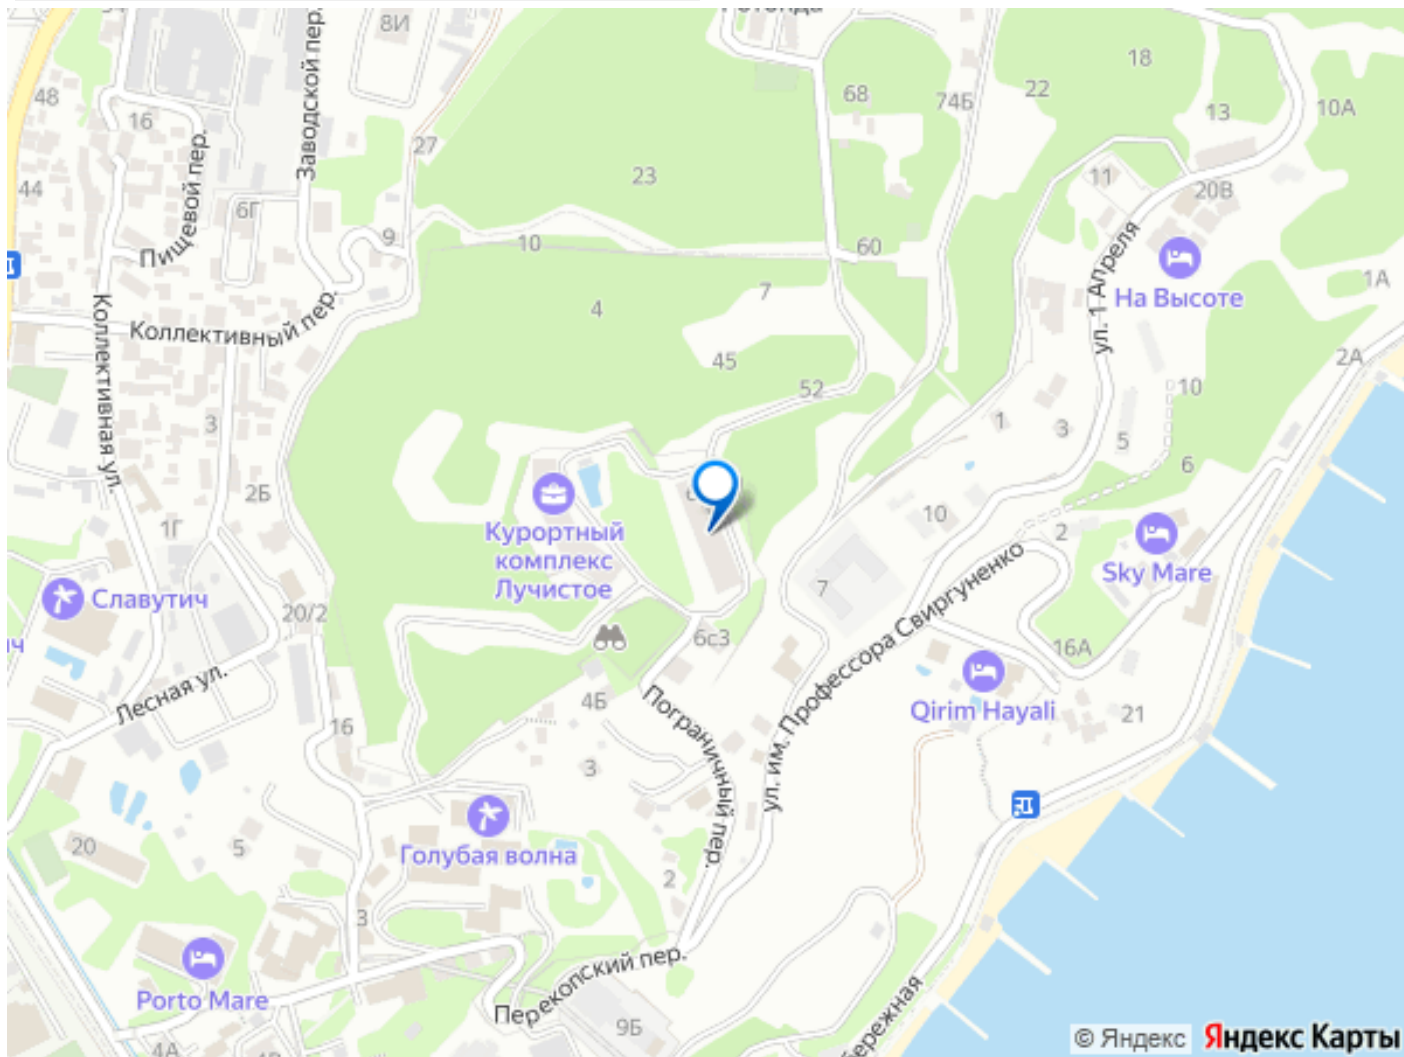 8И
Заводской пер.
48
16
Пищевой пер.
44
6Г
27
9
10
23
68
74Б
22
18
13
10А
11
20В
60
На Высоте
ул. 1 Апреля
1А
2А
7
4
45
52
Коллективный пер.
Коллективная ул.
3
2Б
1Г
Курортный
комплекс
Лучистое
1
3
5
10
6
10
2
Sky Mare
7
ул. им. Профессора Свиргуненко
16А
Славутич
20/2
Лесная ул.
6с3
4Б
Пограничный пер.
Qirim Hayali
21
16
3
20
5
Голубая волна
2
3
Porto Mare
Перекопский пер.
9Б
4А
© Яндекс
Яндекс Карты